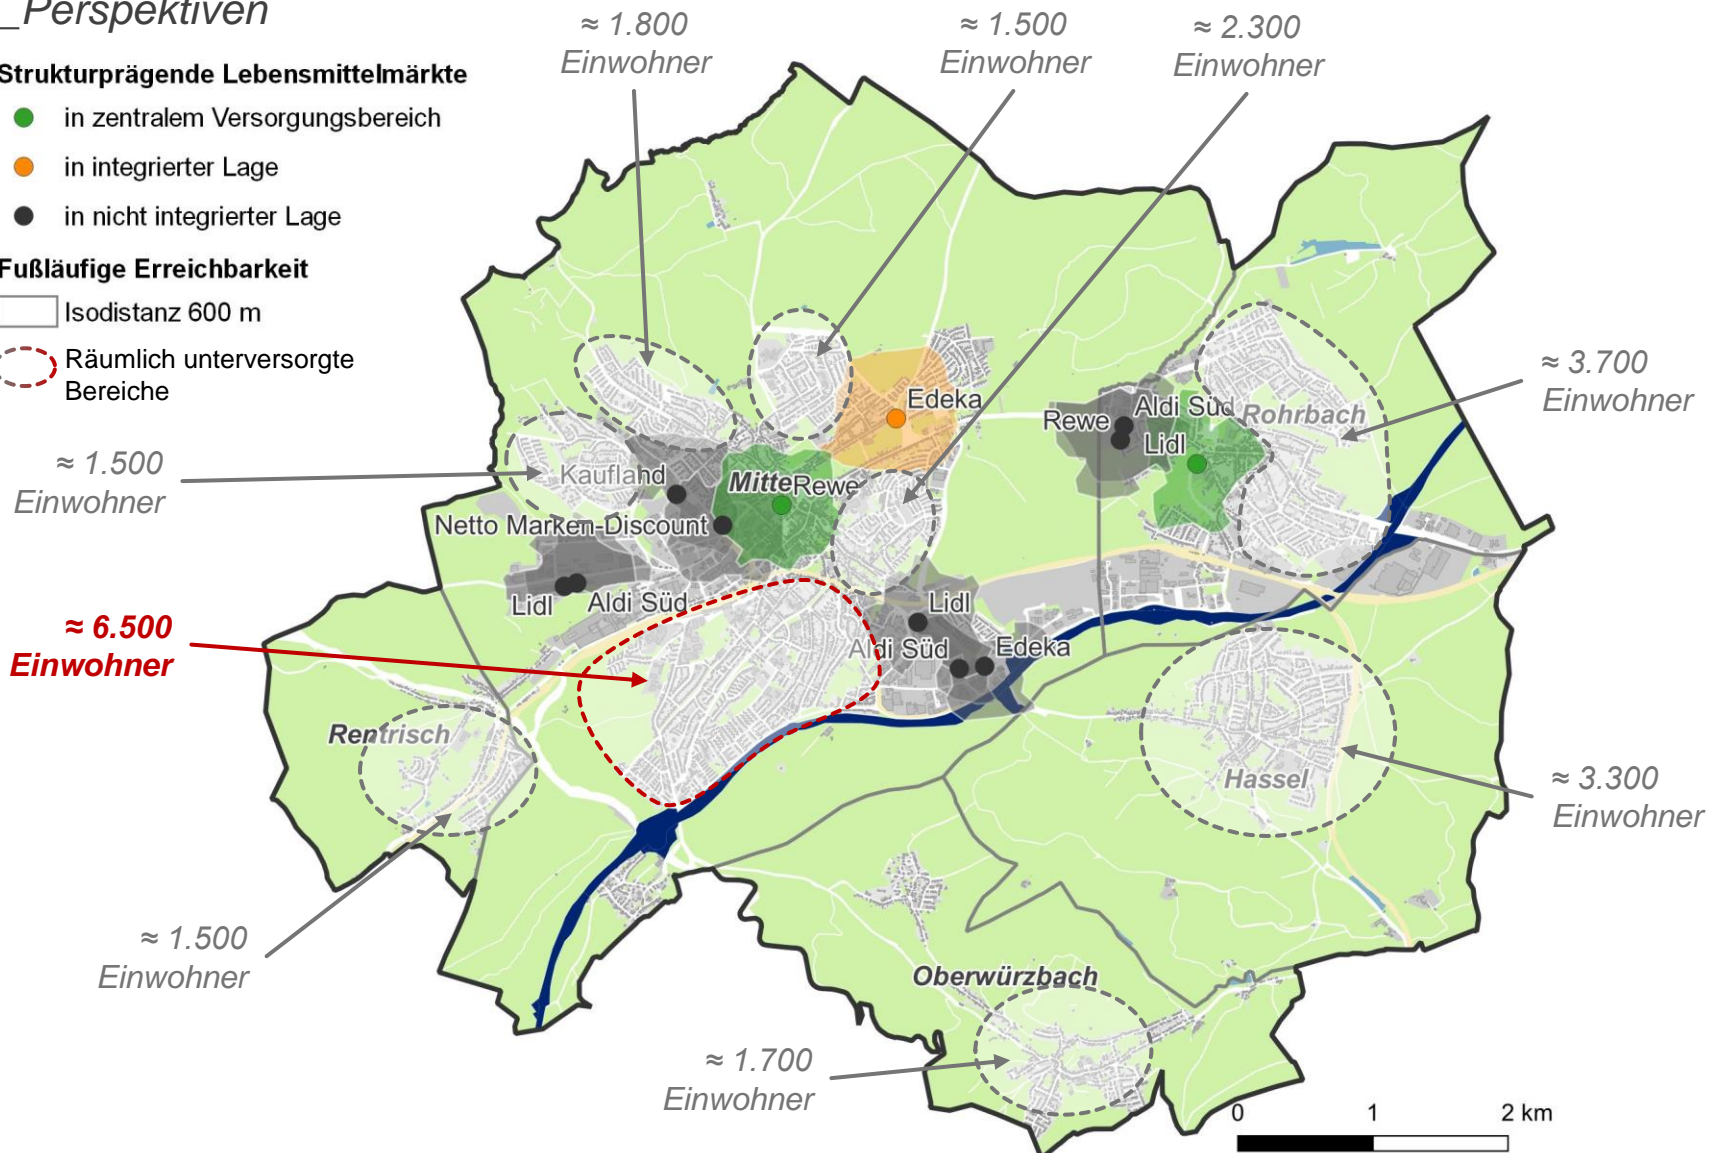 _Perspektiven
Strukturprägende Lebensmittelmärkte
in zentralem Versorgungsbereich
in integrierter Lage
in nicht integrierter Lage
Fußläufige Erreichbarkeit
Isodistanz 600 m
Räumlich unterversorgte
Bereiche
≈ 1.800
Einwohner
≈ 1.500
Einwohner
≈ 2.300
Einwohner
≈ 3.700
Einwohner
≈ 1.500
Einwohner
≈ 6.500
Einwohner
≈ 3.300
Einwohner
≈ 1.500
Einwohner
≈ 1.700
Einwohner
Edeka
Rewe
Aldi Süd
Lidl
Rohrbach
Kaufland
Mitte
Rewe
Netto Marken-Discount
Lidl
Aldi Süd
Lidl
Aldi Süd
Edeka
Rentrisch
Hassel
Oberwürzbach
0 1 2 km